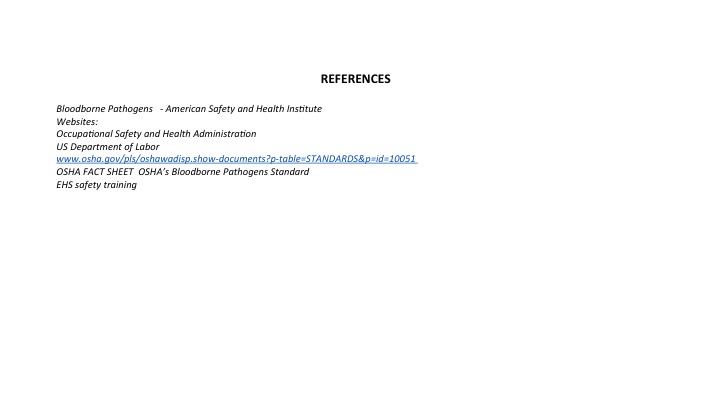 REFERENCES
Bloodborne Pathogens - American Safety and Health Institute
Websites:
Occupational Safety and Health Administration
US Department of Labor
www.osha.gov/pls/oshawadisp.show-documents?p-table=STANDARDS&p=id=10051
OSHA FACT SHEET OSHA's Bloodborne Pathogens Standard
EHS safety training